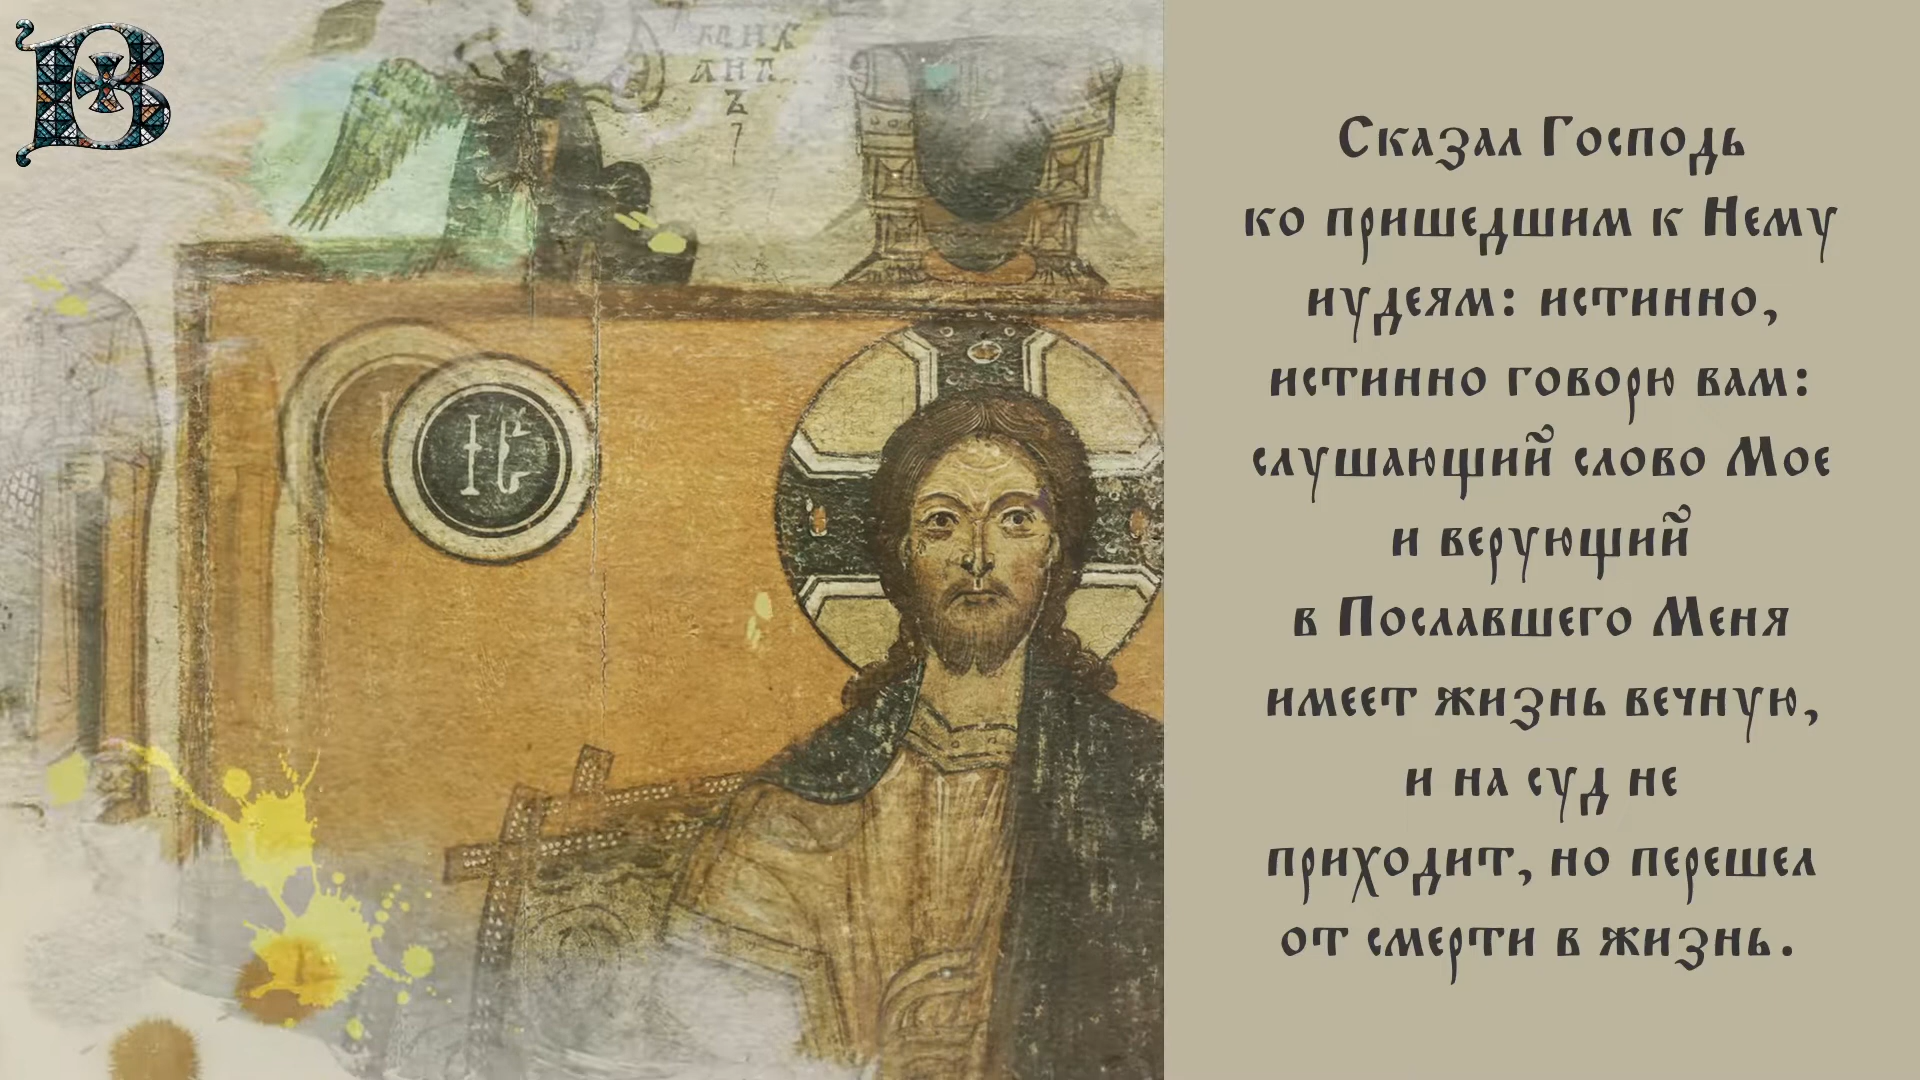 В
Сказал Господь
ко пришедшим к Нему
иудеям: истинно,
истинно говорю вам:
слушающий слово Мое
и верующий
в Пославшего Меня
имеет жизнь вечную,
и на суд не
приходит, но перешел
от смерти в жизнь.